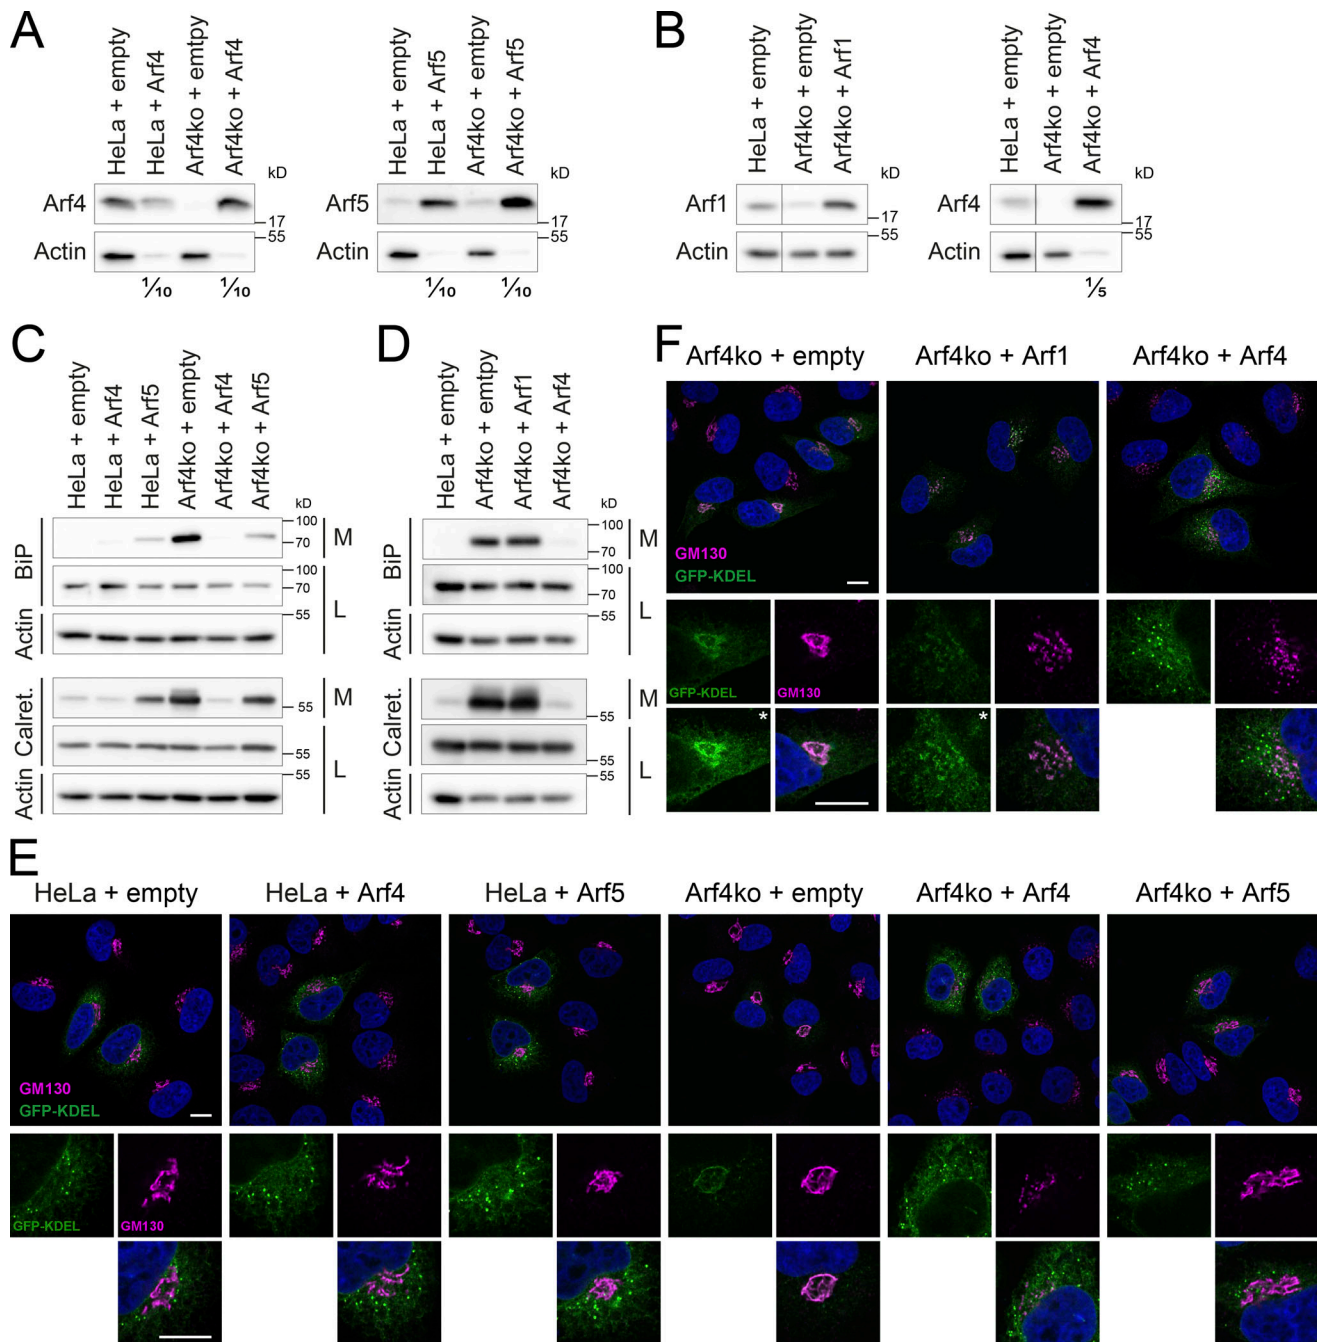 A
HeLa + empty
HeLa + Arf4
Arf4ko + emtpy
Arf4ko + Arf4
kD
Arf4
17
55
Actin
1/10
1/10
HeLa + empty
HeLa + Arf5
Arf4ko + empty
Arf4ko + Arf5
kD
Arf5
17
55
Actin
1/10
1/10
B
HeLa + empty
Arf4ko + empty
Arf4ko + Arf1
kD
Arf1
17
55
Actin
HeLa + empty
Arf4ko + empty
Arf4ko + Arf4
kD
Arf4
17
55
Actin
1/5
C
HeLa + empty
HeLa + Arf4
HeLa + Arf5
Arf4ko + empty
Arf4ko + Arf4
Arf4ko + Arf5
kD
BiP
100
70
M
100
70
L
Actin
55
Calret.
55
M
55
L
Actin
55
D
HeLa + empty
Arf4ko + emtpy
Arf4ko + Arf1
Arf4ko + Arf4
kD
BiP
100
70
M
100
70
L
Actin
55
Calret.
55
M
55
L
Actin
55
F
Arf4ko + empty
Arf4ko + Arf1
Arf4ko + Arf4
GM130
GFP-KDEL
GFP-KDEL
GM130
*
*
E
HeLa + empty
HeLa + Arf4
HeLa + Arf5
Arf4ko + empty
Arf4ko + Arf4
Arf4ko + Arf5
GM130
GFP-KDEL
GFP-KDEL
GM130